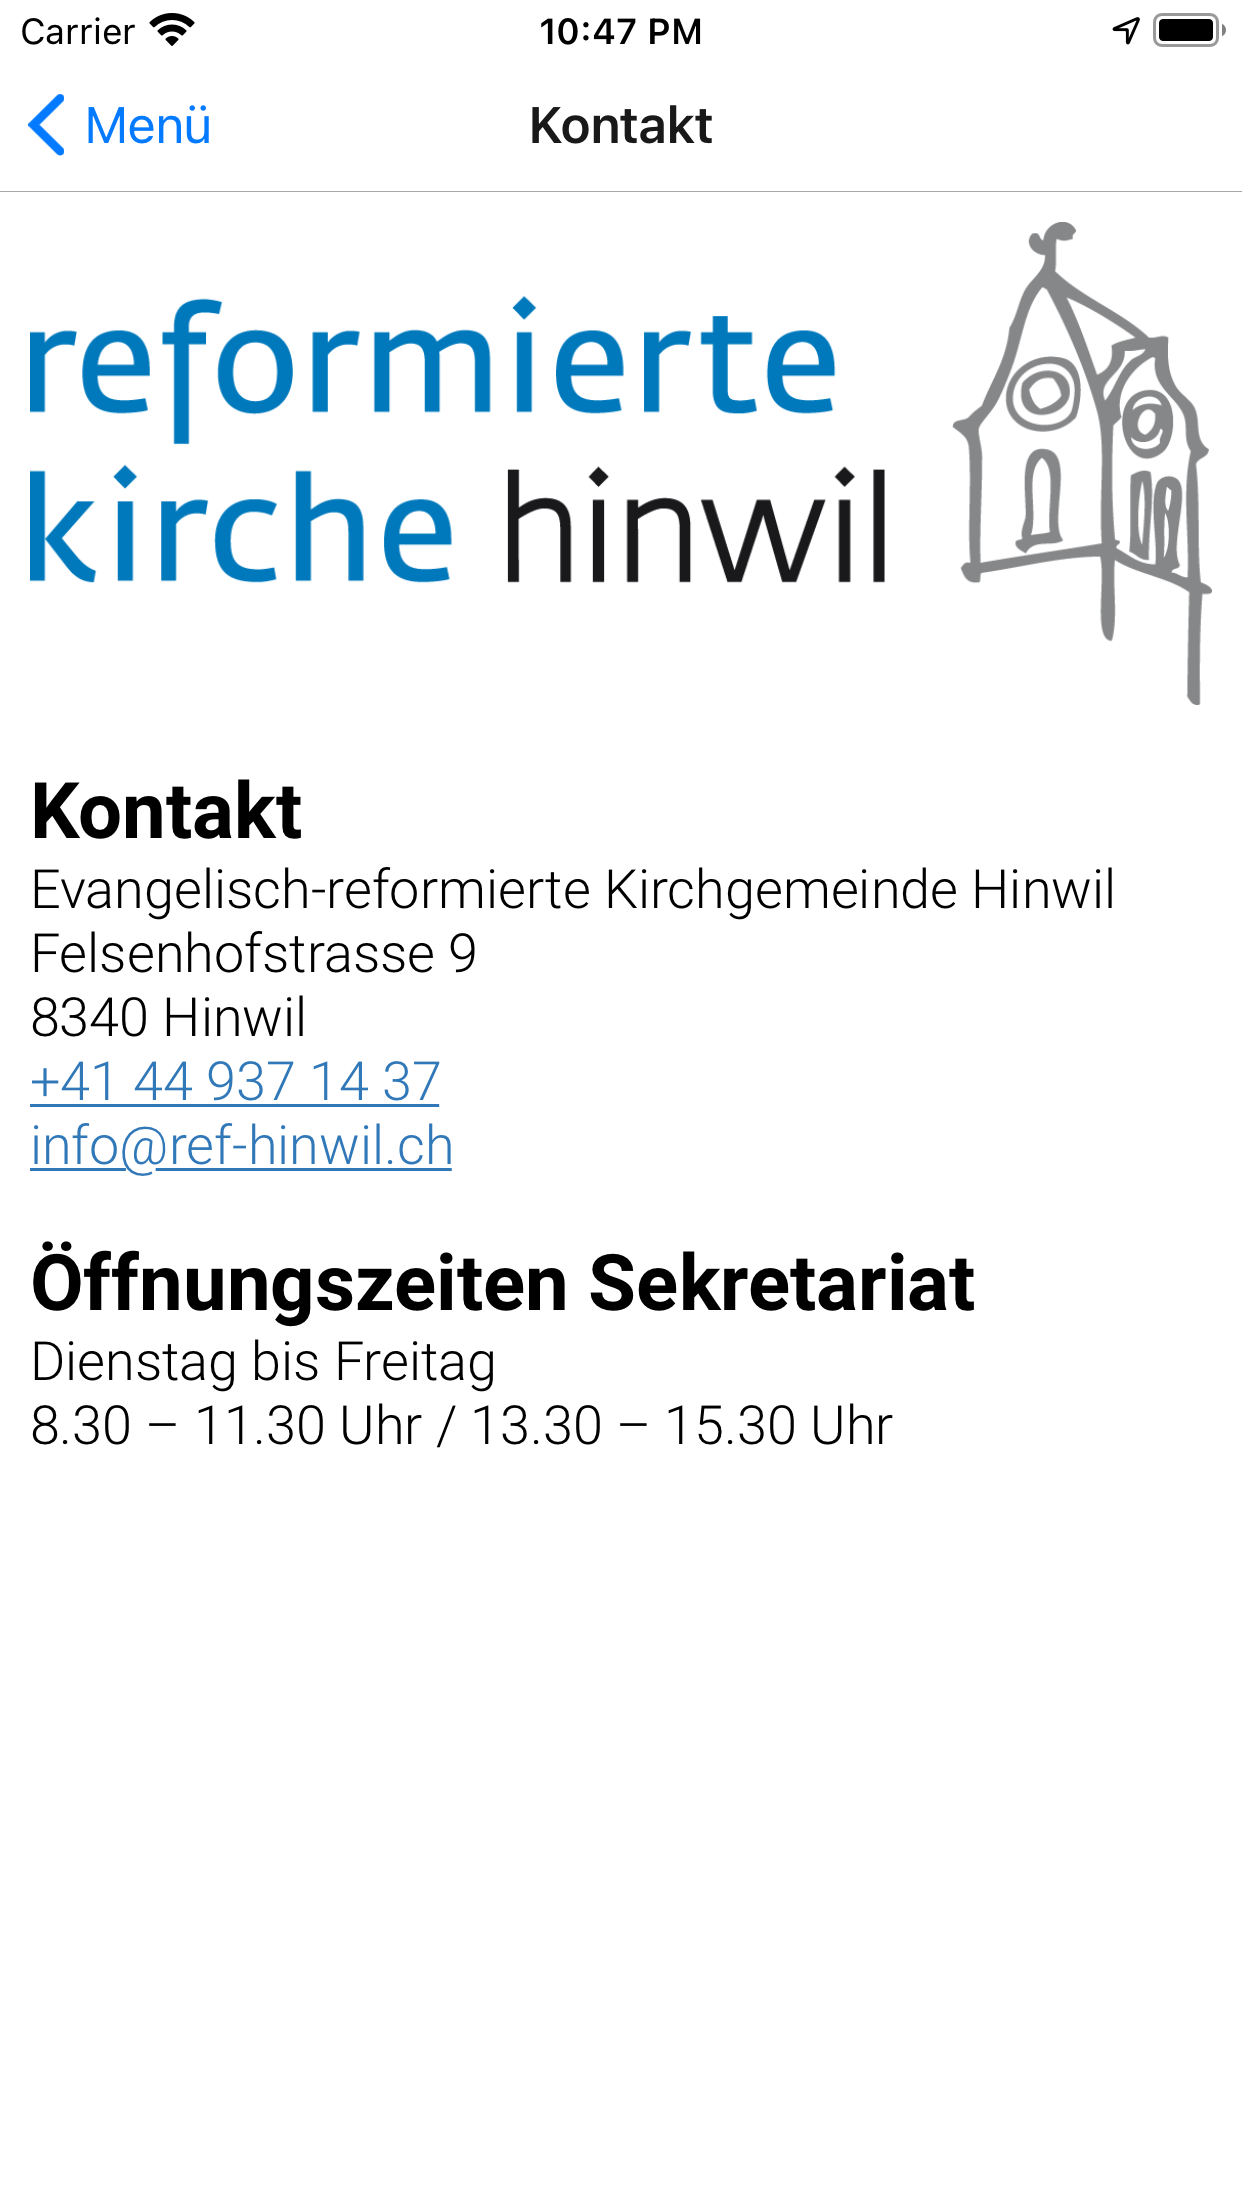 Carrier 10:47 PM
Menü Kontakt
reformierte
kirche hinwil
Kontakt
Evangelisch-reformierte Kirchgemeinde Hinwil
Felsenhofstrasse 9
8340 Hinwil
+41 44 937 14 37
info@ref-hinwil.ch
Öffnungszeiten Sekretariat
Dienstag bis Freitag
8.30 – 11.30 Uhr / 13.30 – 15.30 Uhr